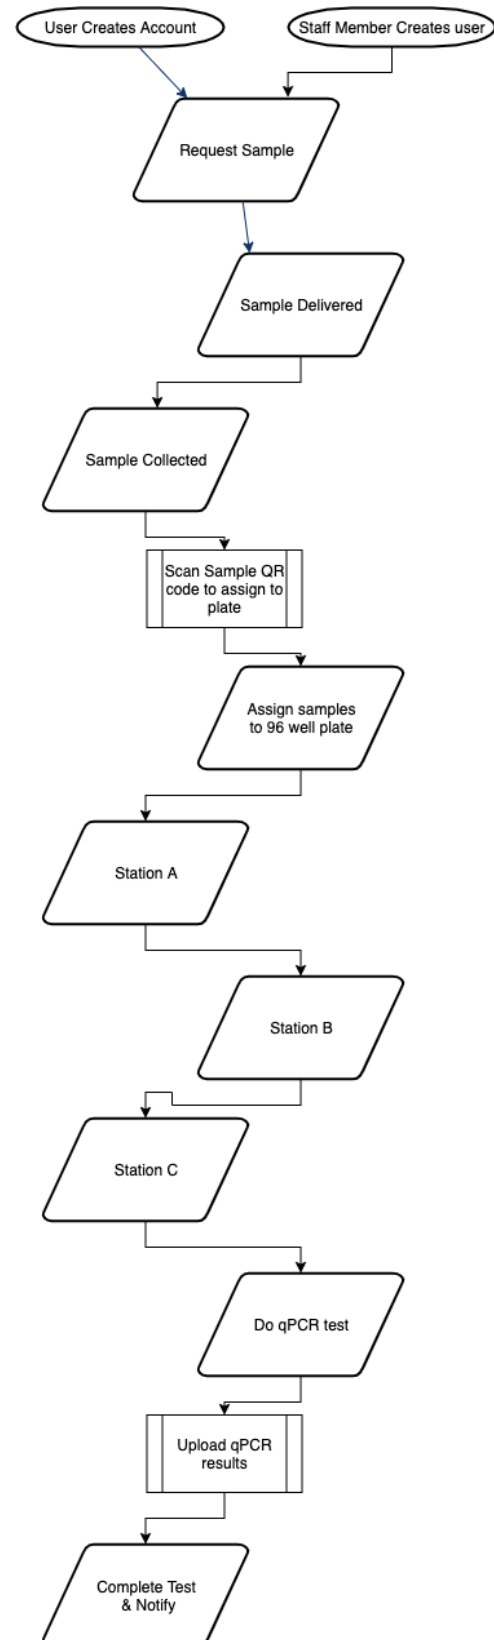 User Creates Account
Staff Member Creates user
Request Sample
Sample Delivered
Sample Collected
Scan Sample QR
code to assign to
plate
Assign samples
to 96 well plate
Station A
Station B
Station C
Do qPCR test
Upload qPCR
results
Complete Test
& Notify